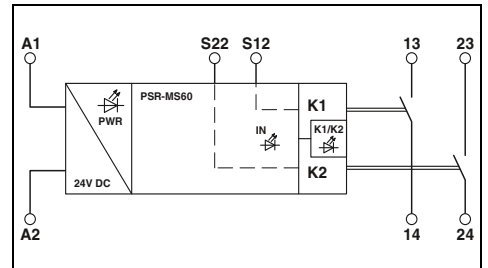 A1 S22 S12 13 23
PSR-MS60
K1
PWR IN K1/K2
K2
24V DC
A2 14 24